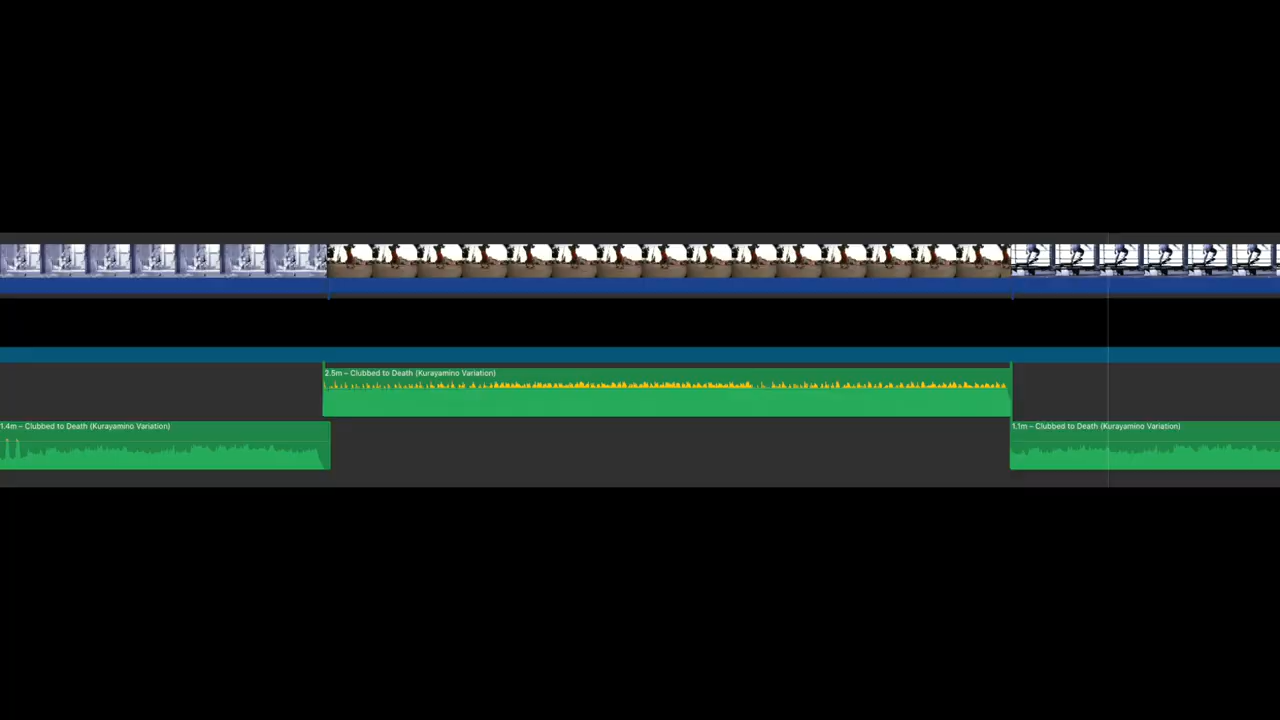 2.5m – Clubbed to Death (Kurayamino Variation)
1.4m – Clubbed to Death (Kurayamino Variation)
1.1m – Clubbed to Death (Kurayamino Variation)